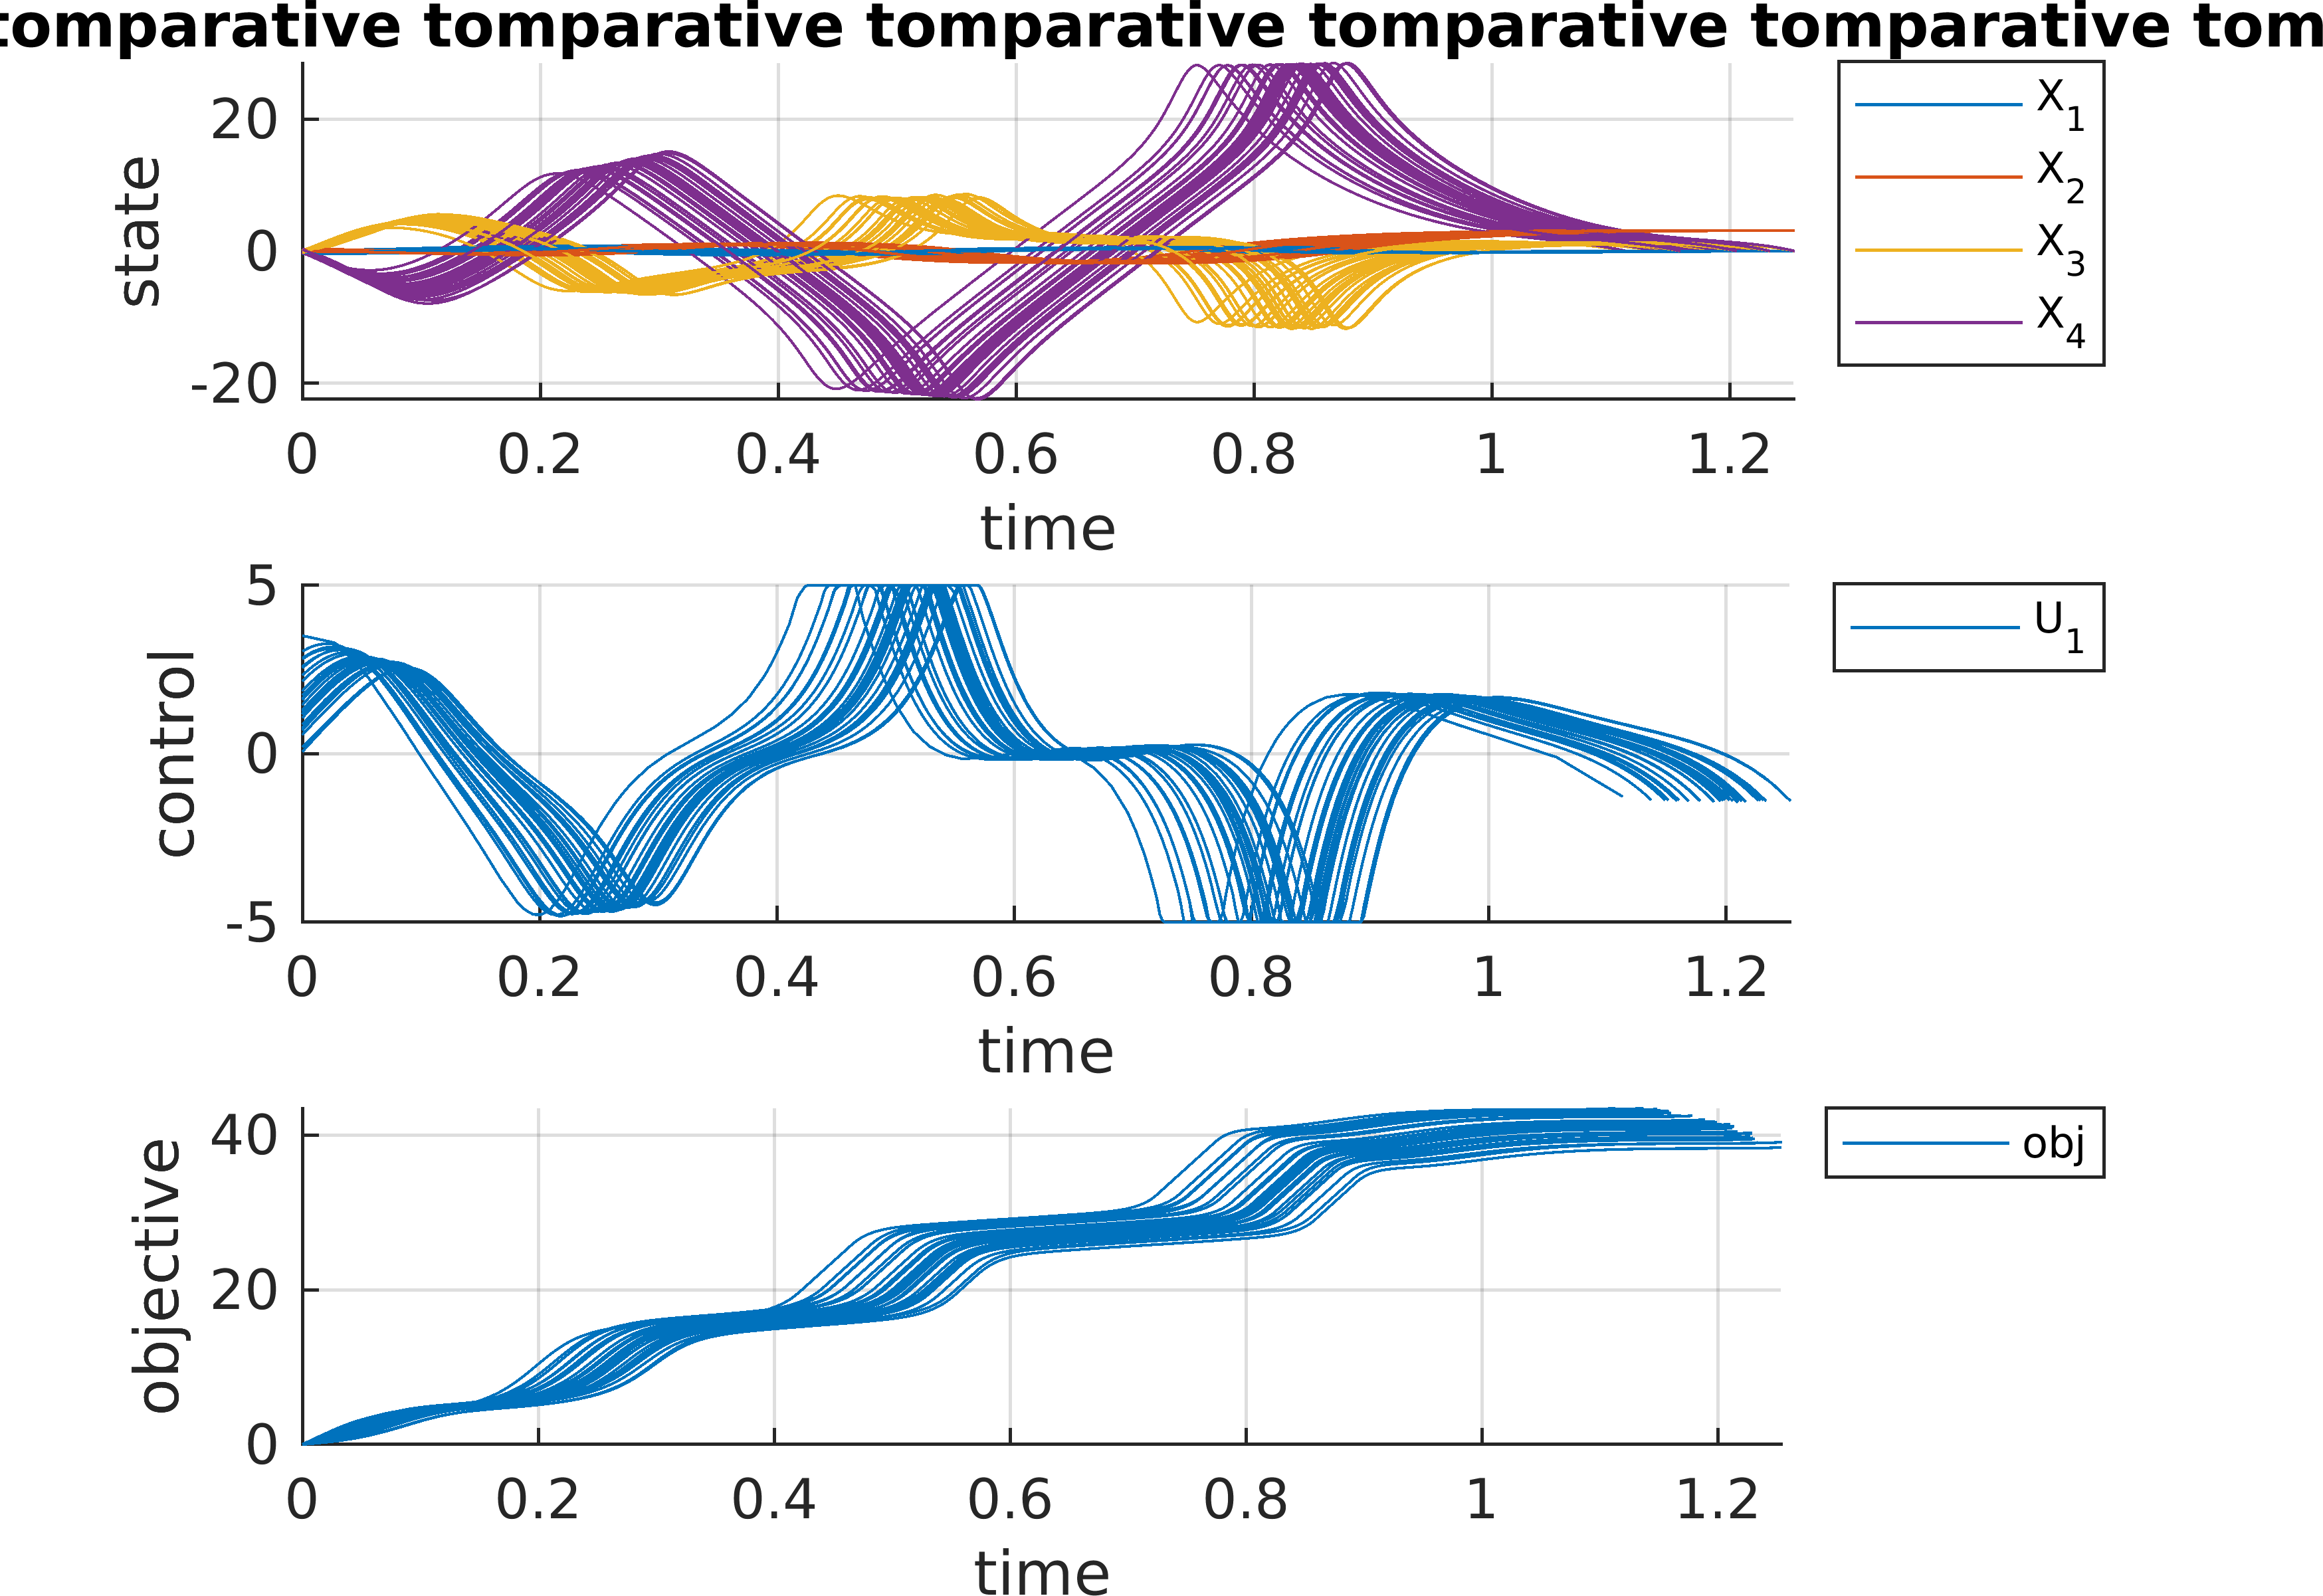 tomparative tomparative tomparative tomparative tomparative tom
state
20
0
-20
0 0.2 0.4 0.6 0.8 1 1.2
time
X1
X2
X3
X4
control
5
0
-5
0 0.2 0.4 0.6 0.8 1 1.2
time
U1
objective
40
20
0
0 0.2 0.4 0.6 0.8 1 1.2
time
obj